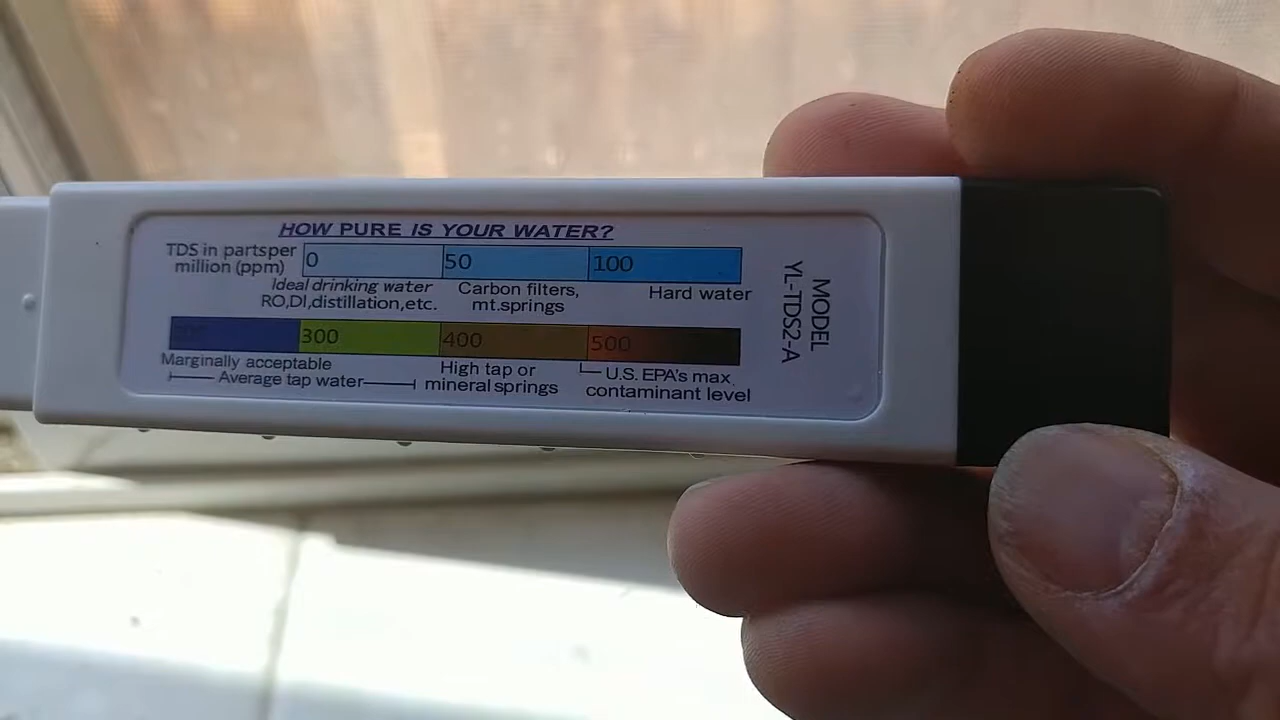 HOW PURE IS YOUR WATER?
TDS in partsper
million (ppm)
0 50 100
Ideal drinking water
RO,DI,distillation,etc.
Carbon filters,
mt.springs
Hard water
300 400 500
Marginally acceptable
Average tap water
High tap or
mineral springs
U.S. EPA's max
contaminant level
MODEL
YL-TDS2-A